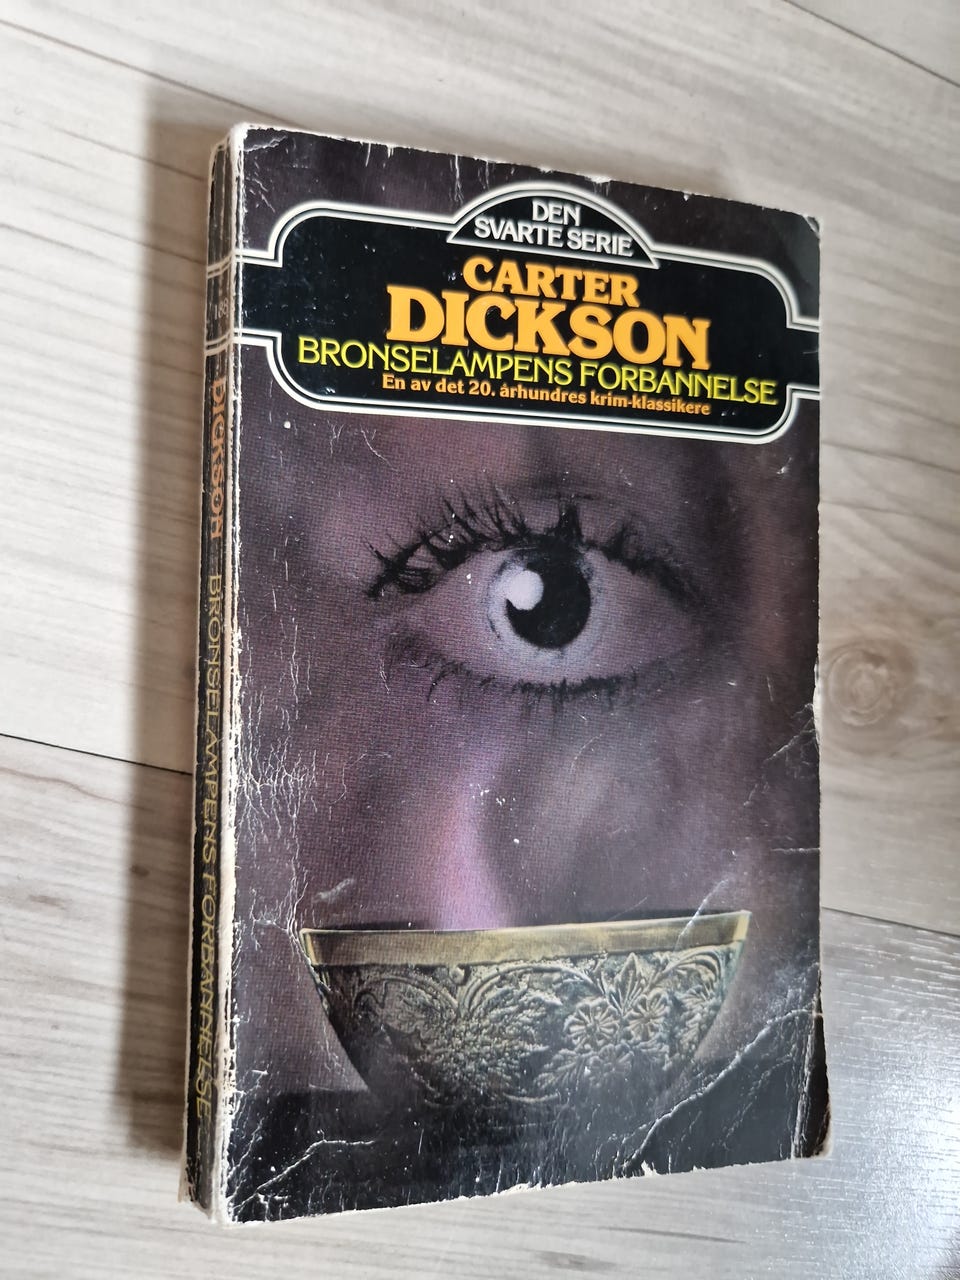 DEN
SVARTE SERIE
CARTER
DICKSON
BRONSELAMPENS FORBANNELSE
En av det 20. århundres krim-klassikere
DICKSON BRONSELAMPENS FORBANNELSE